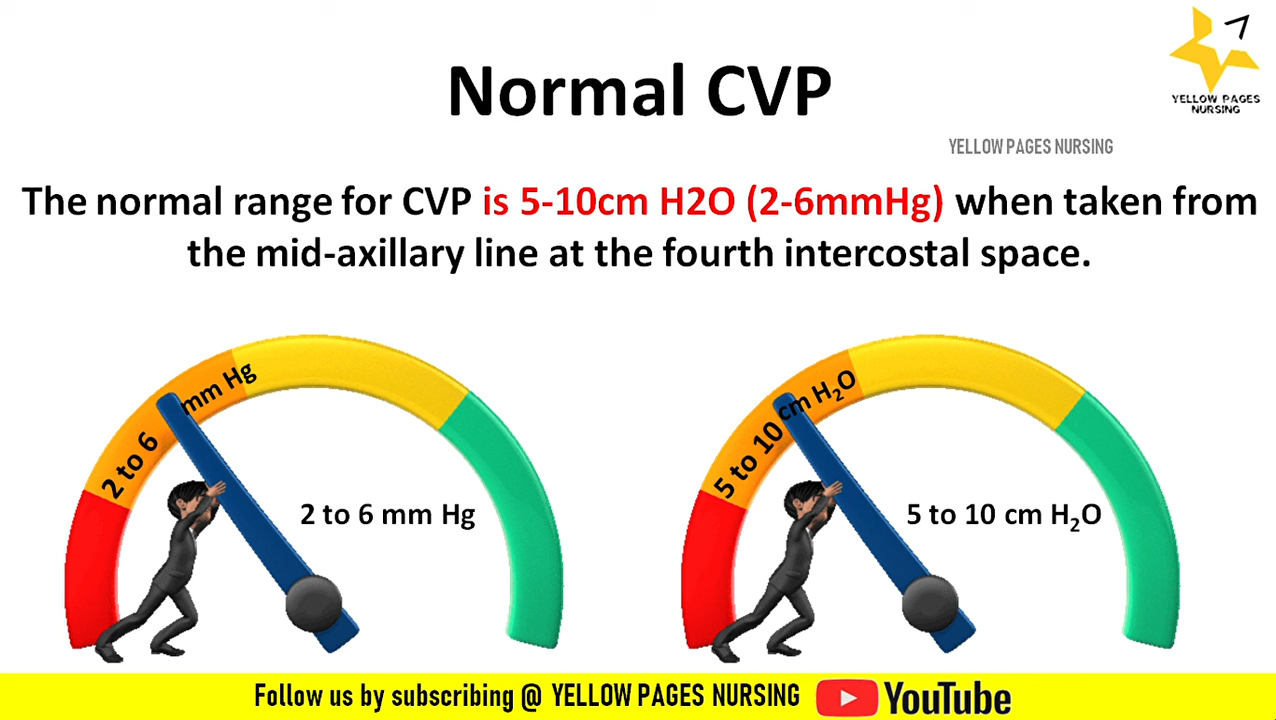 Normal CVP
YELLOW PAGES
NURSING
YELLOW PAGES NURSING
The normal range for CVP is 5-10cm H2O (2-6mmHg) when taken from
the mid-axillary line at the fourth intercostal space.
2 to 6 mm Hg
2 to 6 mm Hg
5 to 10 cm H₂O
5 to 10 cm H₂O
Follow us by subscribing @ YELLOW PAGES NURSING YouTube